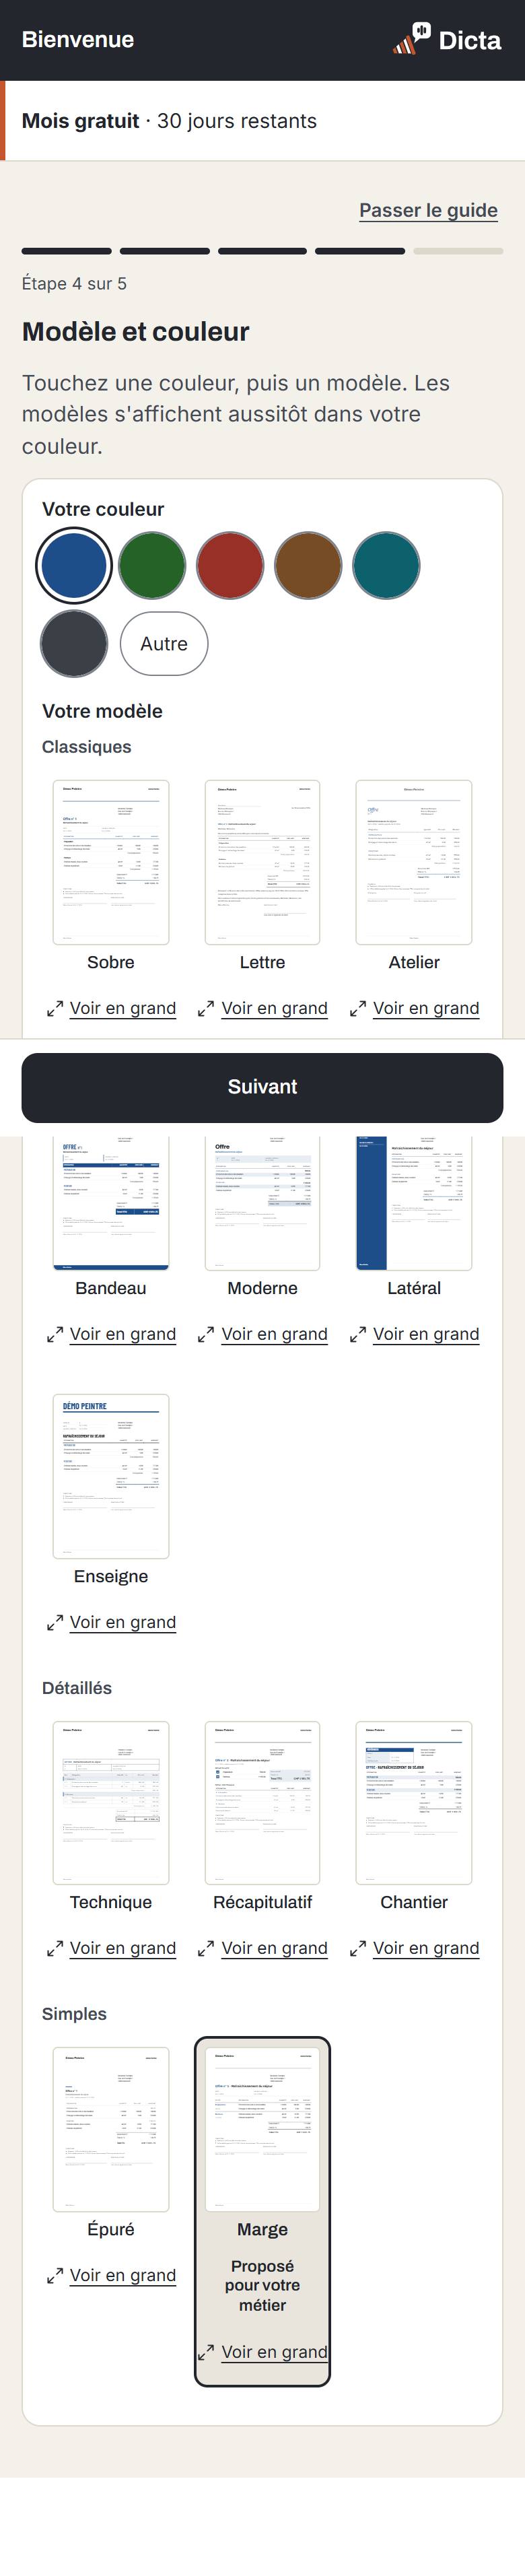 Bienvenue
Dicta
Mois gratuit · 30 jours restants
Passer le guide
Étape 4 sur 5
Modèle et couleur
Touchez une couleur, puis un modèle. Les
modèles s'affichent aussitôt dans votre
couleur.
Votre couleur
Autre
Votre modèle
Classiques
Sobre
Lettre
Atelier
Voir en grand
Voir en grand
Voir en grand
Suivant
OFFRE
Offre
Bandeau
Moderne
Latéral
Voir en grand
Voir en grand
Voir en grand
DÉMO PEINTRE
Enseigne
Voir en grand
Détaillés
Technique
Récapitulatif
Chantier
Voir en grand
Voir en grand
Voir en grand
Simples
Épuré
Marge
Proposé
pour votre
métier
Voir en grand
Voir en grand